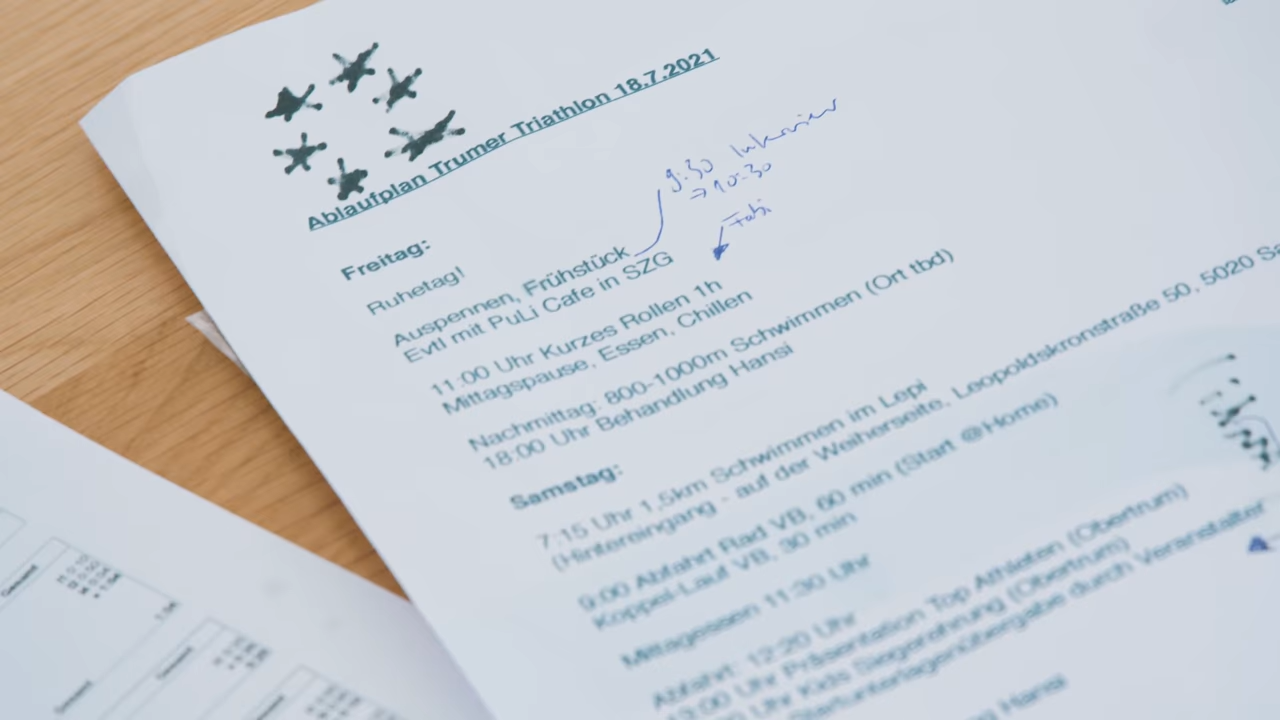 Ablaufplan Trumer Triathlon 18.7.2021
9:30 Interview
→ 10:30
Fabi
Freitag:
Ruhetag!
Auspennen, Frühstück
Evtl mit PuLi Cafe in SZG
11:00 Uhr Kurzes Rollen 1h
Mittagspause, Essen, Chillen
Nachmittag: 800-1000m Schwimmen (Ort tbd)
18:00 Uhr Behandlung Hansi
Samstag:
7:15 Uhr 1,5km Schwimmen im Lepi
(Hintereingang - auf der Weiherseite, Leopoldskronstraße 50, 5020
9:00 Abfahrt Rad VB, 60 min (Start @Home)
Koppel-Lauf VB, 30 min
Mittagessen 11:30 Uhr
Abfahrt: 12:20 Uhr
13:00 Uhr Präsentation Top Athleten (Obertrum)
Uhr Kids Siegerehrung (Obertrum)
Startunterlagenübergabe durch Veranstalter
Hansi